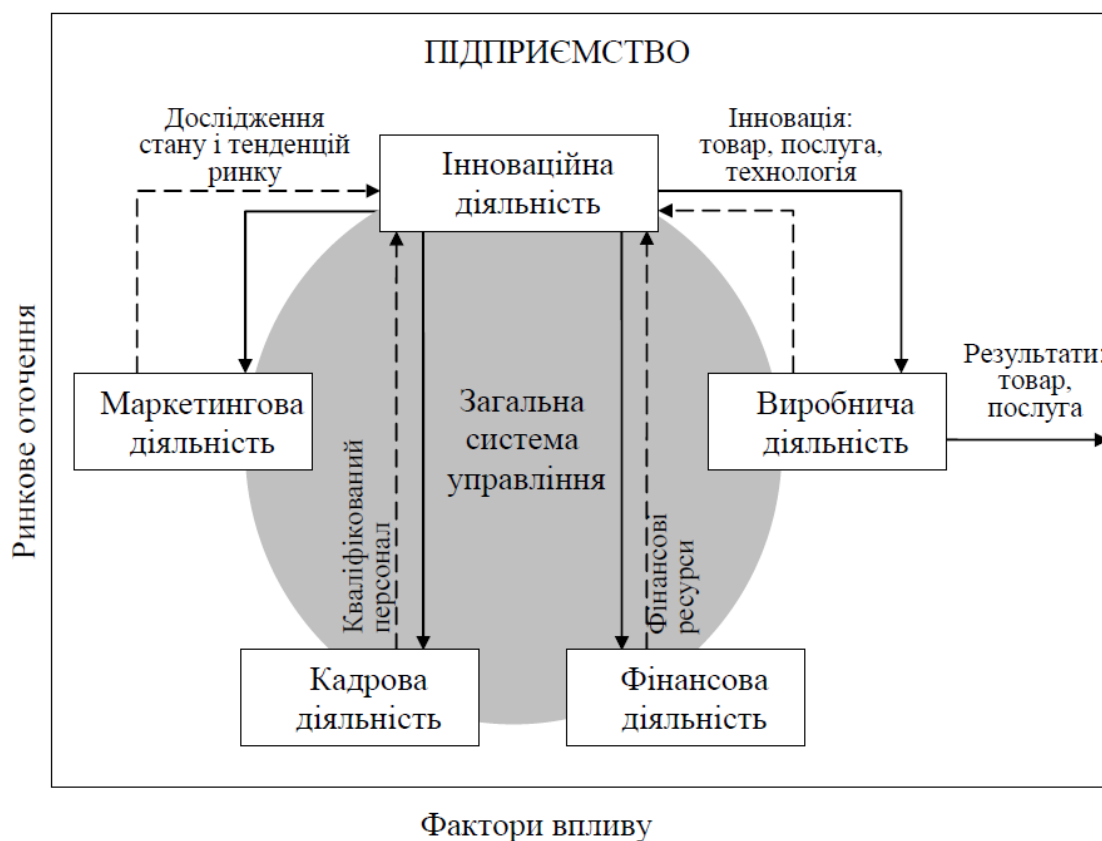 ПІДПРИЄМСТВО
Дослідження
стану і тенденцій
ринку
Інноваційна
діяльність
Інновація:
товар, послуга,
технологія
Ринкове оточення
Маркетингова
діяльність
Загальна
система
управління
Виробнича
діяльність
Результати:
товар,
послуга
Кваліфікований
персонал
Фінансові
ресурси
Кадрова
діяльність
Фінансова
діяльність
Фактори впливу